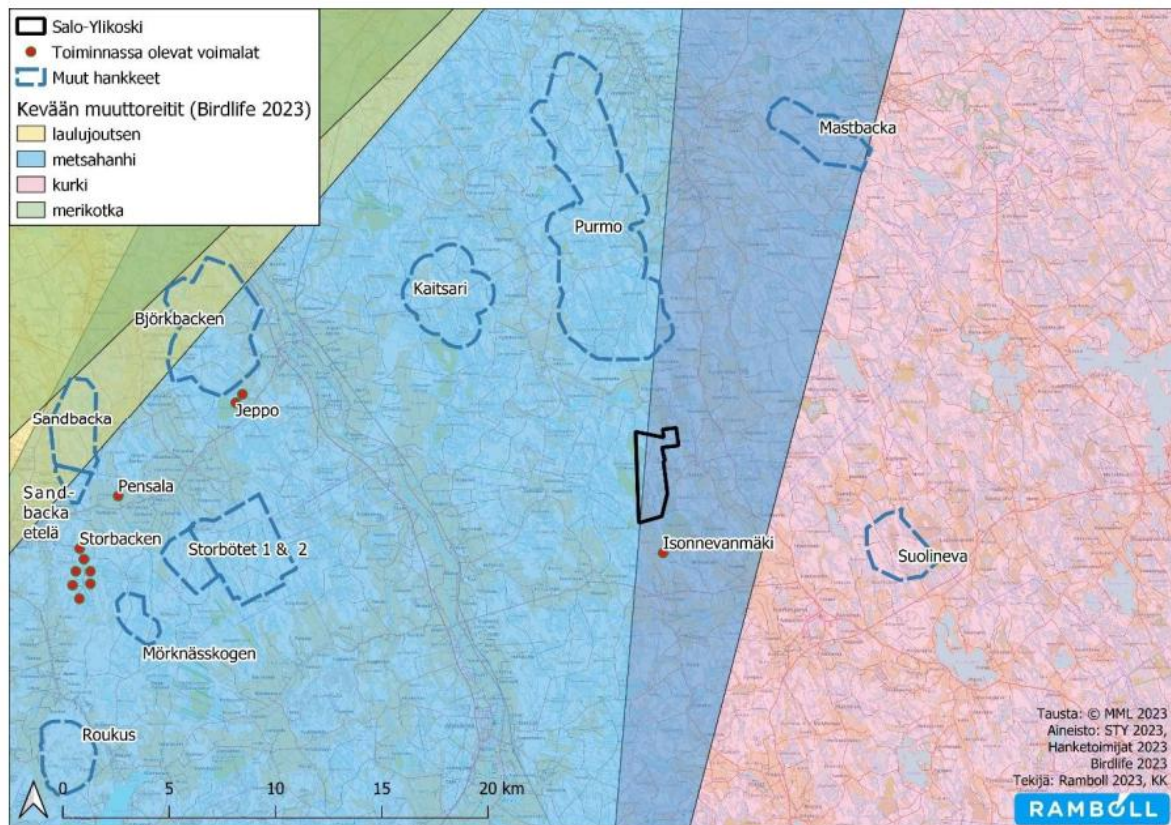 Salo-Ylikoski
Toiminnassa olevat voimalat
Muut hankkeet
Kevään muuttoreitit (Birdlife 2023)
laulujoutsen
metsahanhi
kurki
merikotka
Mastbacka
Purmo
Kaitsari
Björkbacken
Jeppo
Sandbacka
Pensala
Sand-
backa
etelä
Storbacken
Storbötet 1 & 2
Isonnevanmäki
Suolineva
Mörknässkogen
Roukus
0 5 10 15 20 km
Tausta: © MML 2023
Aineisto: STY 2023,
Hanketoimijat 2023
Birdlife 2023
Tekijä: Ramboll 2023, KK
RAMBOLL